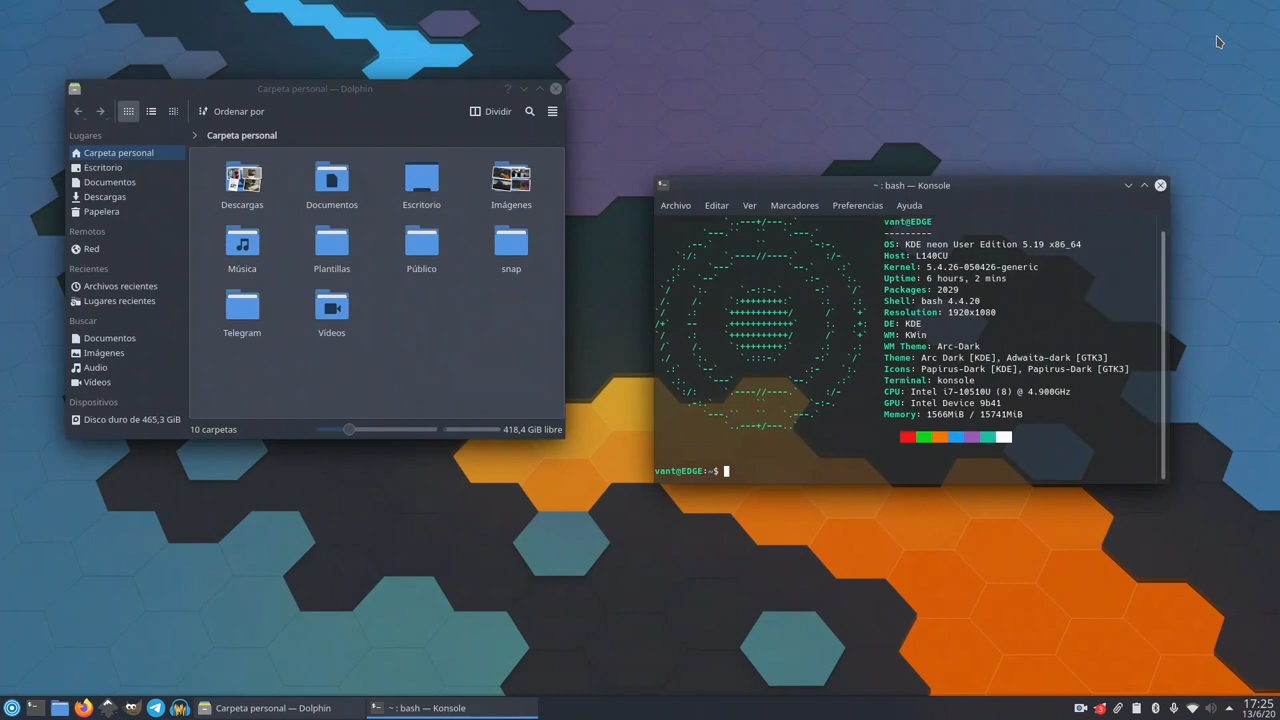 Carpeta personal — Dolphin
Ordenar por
Dividir
Lugares
Carpeta personal
Escritorio
Documentos
Descargas
Papelera
Remotos
Red
Recientes
Archivos recientes
Lugares recientes
Buscar
Documentos
Imágenes
Audio
Vídeos
Dispositivos
Disco duro de 465,3 GiB
Carpeta personal
Descargas
Documentos
Escritorio
Imágenes
Música
Plantillas
Público
snap
Telegram
Vídeos
10 carpetas
418,4 GiB libre
~ : bash — Konsole
Archivo Editar Ver Marcadores Preferencias Ayuda
vant@EDGE
---------
OS: KDE neon User Edition 5.19 x86_64
Host: L140CU
Kernel: 5.4.26-050426-generic
Uptime: 6 hours, 2 mins
Packages: 2029
Shell: bash 4.4.20
Resolution: 1920x1080
DE: KDE
WM: KWin
WM Theme: Arc-Dark
Theme: Arc Dark [KDE], Adwaita-dark [GTK3]
Icons: Papirus-Dark [KDE], Papirus-Dark [GTK3]
Terminal: konsole
CPU: Intel i7-10510U (8) @ 4.900GHz
GPU: Intel Device 9b41
Memory: 1566MiB / 15741MiB
vant@EDGE:~$
Carpeta personal — Dolphin
~ : bash — Konsole
3
17:25
13/6/20